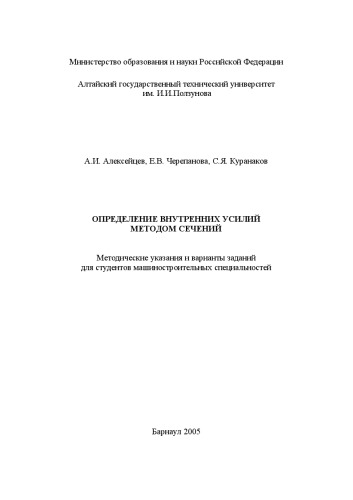 Министерство образования и науки Российской Федерации
Алтайский государственный технический университет
им. И.И.Ползунова
А.И. Алексейцев, Е.В. Черепанова, С.Я. Куранаков
ОПРЕДЕЛЕНИЕ ВНУТРЕННИХ УСИЛИЙ
МЕТОДОМ СЕЧЕНИЙ
Методические указания и варианты заданий
для студентов машиностроительных специальностей
Барнаул 2005